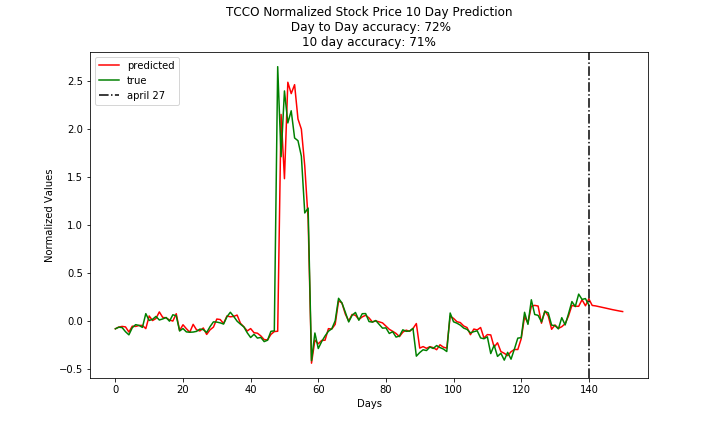 TCCO Normalized Stock Price 10 Day Prediction
Day to Day accuracy: 72%
10 day accuracy: 71%
predicted
true
april 27
Normalized Values
2.5
2.0
1.5
1.0
0.5
0.0
−0.5
0 20 40 60 80 100 120 140
Days